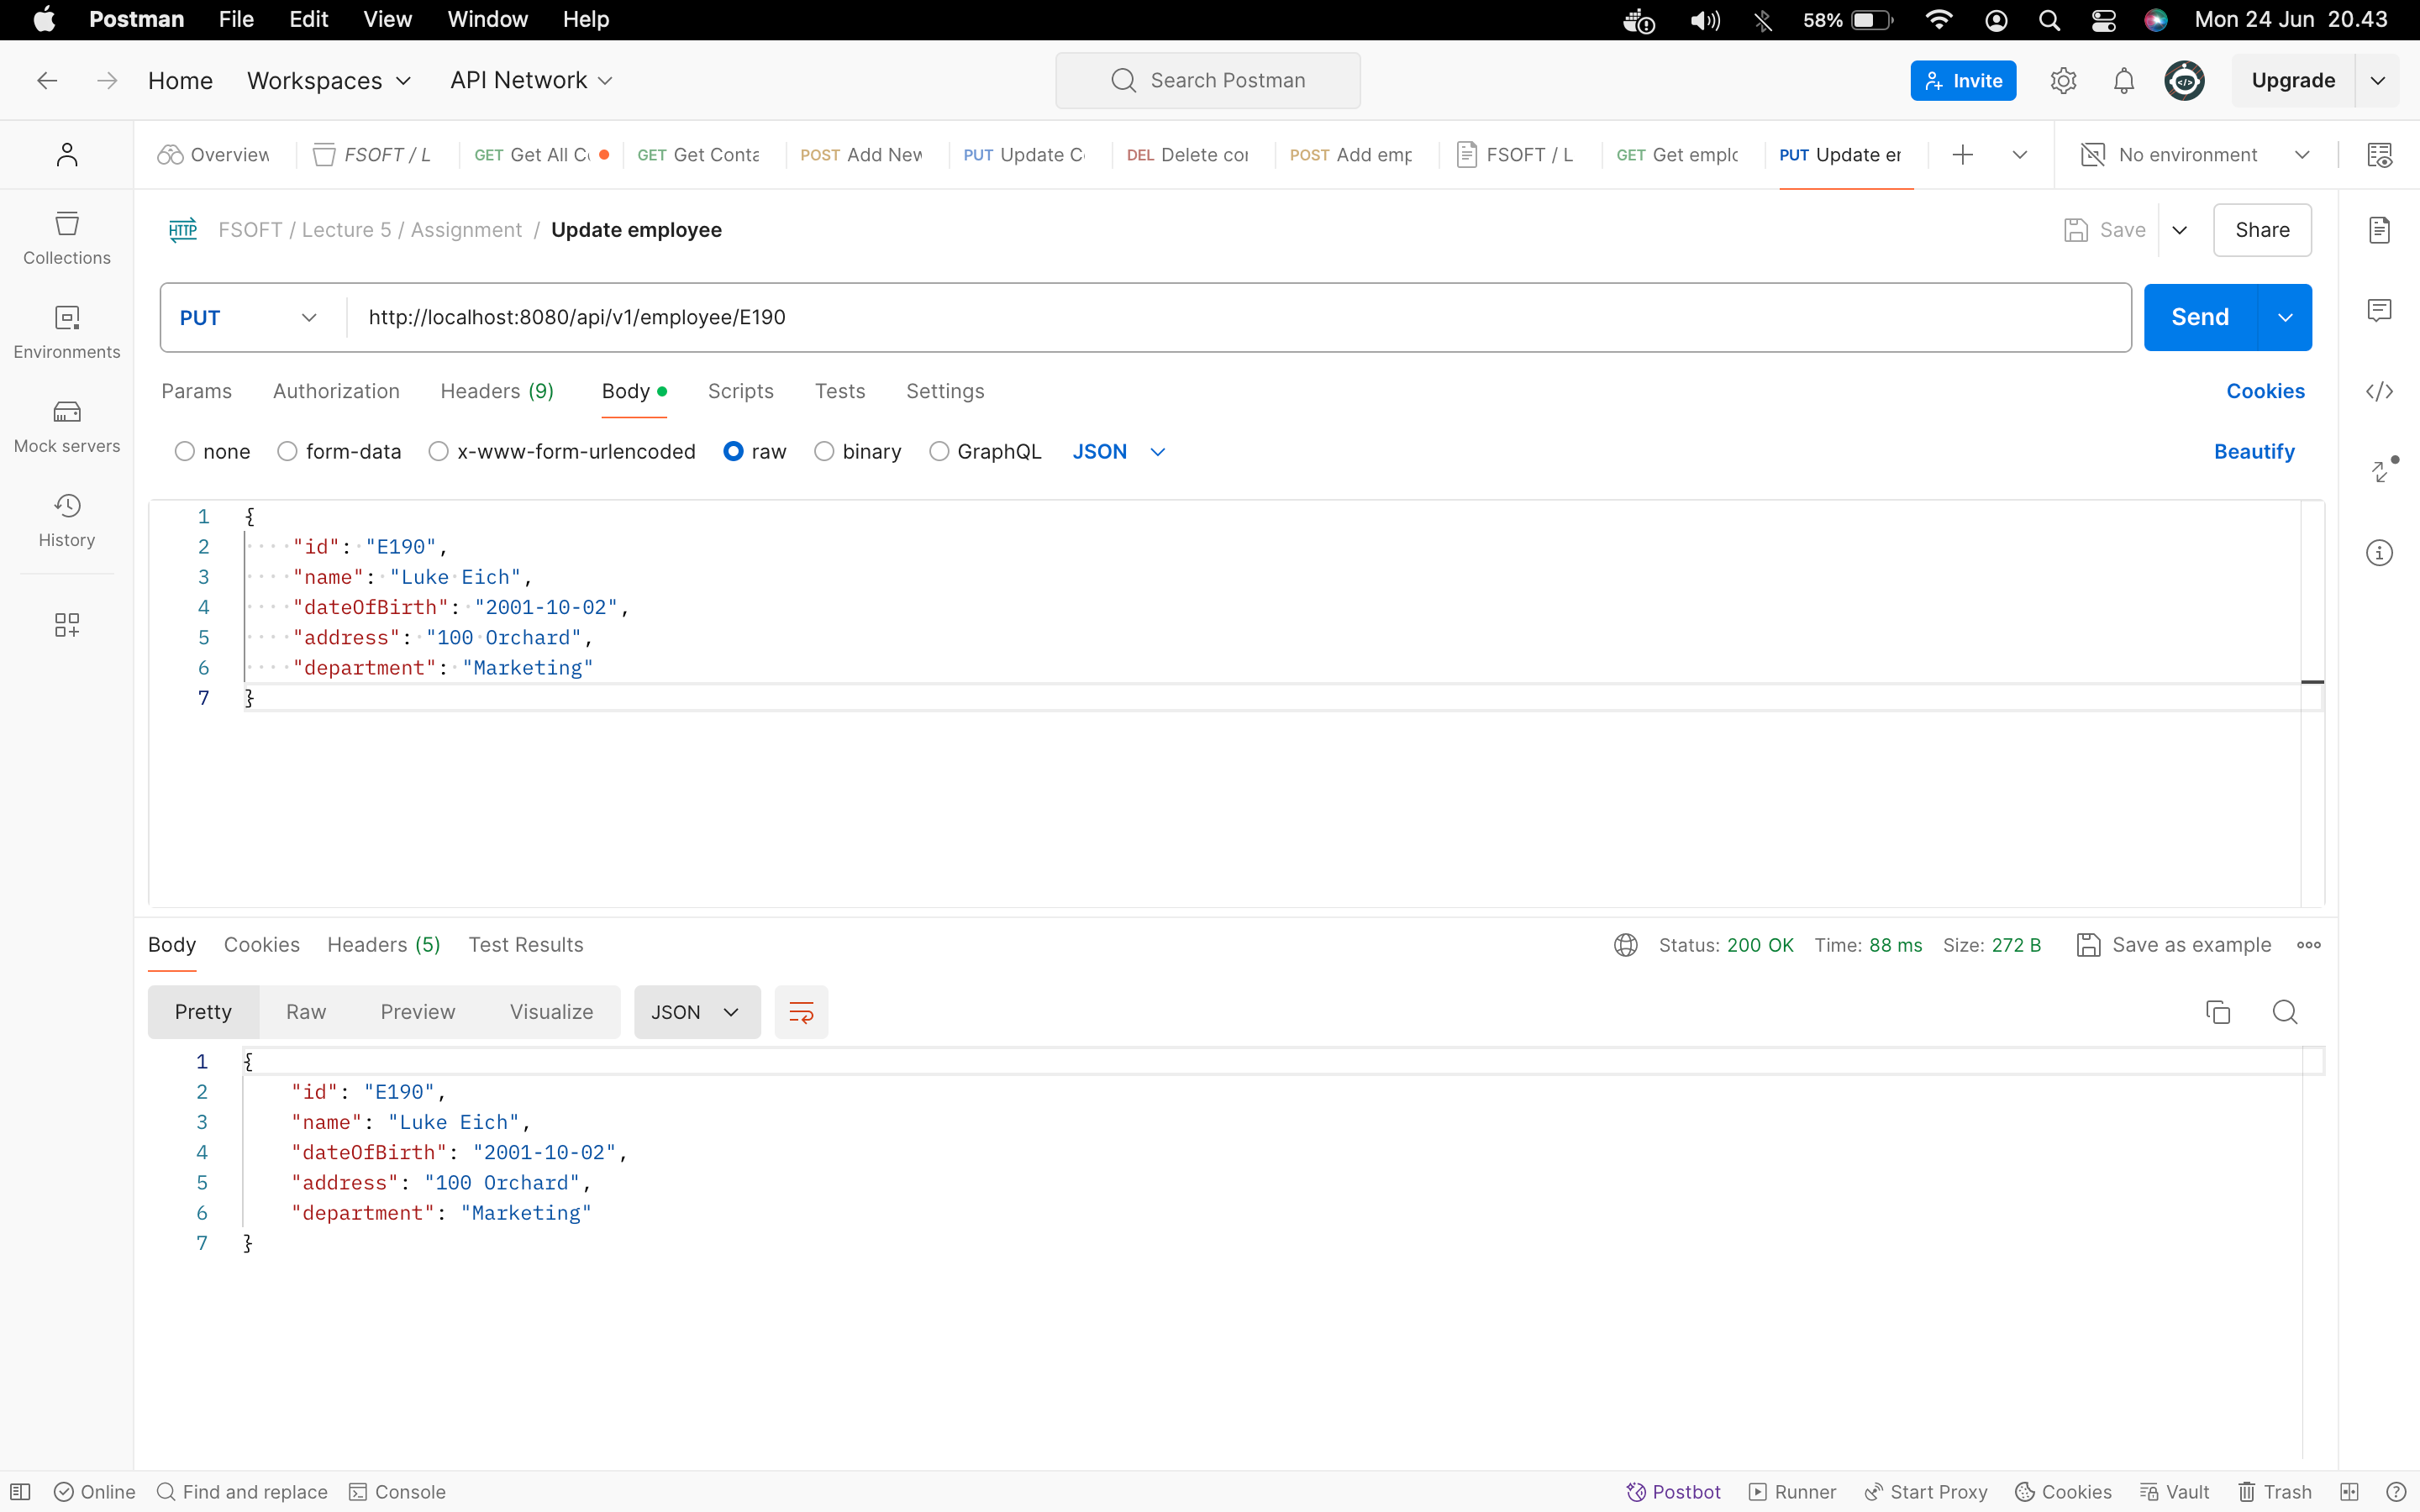 Postman File Edit View Window Help 58% Mon 24 Jun 20.43
Home Workspaces API Network Search Postman Invite Upgrade
Overview FSOFT / L GET Get All C PUT Update er No environment
GET Get Conta POST Add New PUT Update C DEL Delete cor POST Add emp FSOFT / L GET Get emplo
HTTP FSOFT / Lecture 5 / Assignment / Update employee Save Share
Collections
Environments
Mock servers
History
PUT http://localhost:8080/api/v1/employee/E190 Send
Params Authorization Headers (9) Body Scripts Tests Settings Cookies
none form-data x-www-form-urlencoded raw binary GraphQL JSON Beautify
1 {
2 "id": "E190",
3 "name": "Luke Eich",
4 "dateOfBirth": "2001-10-02",
5 "address": "100 Orchard",
6 "department": "Marketing"
7 }
Body Cookies Headers (5) Test Results Status: 200 OK Time: 88 ms Size: 272 B Save as example
Pretty Raw Preview Visualize JSON
1 {
2 "id": "E190",
3 "name": "Luke Eich",
4 "dateOfBirth": "2001-10-02",
5 "address": "100 Orchard",
6 "department": "Marketing"
7 }
Online Find and replace Console Postbot Runner Start Proxy Cookies Vault Trash